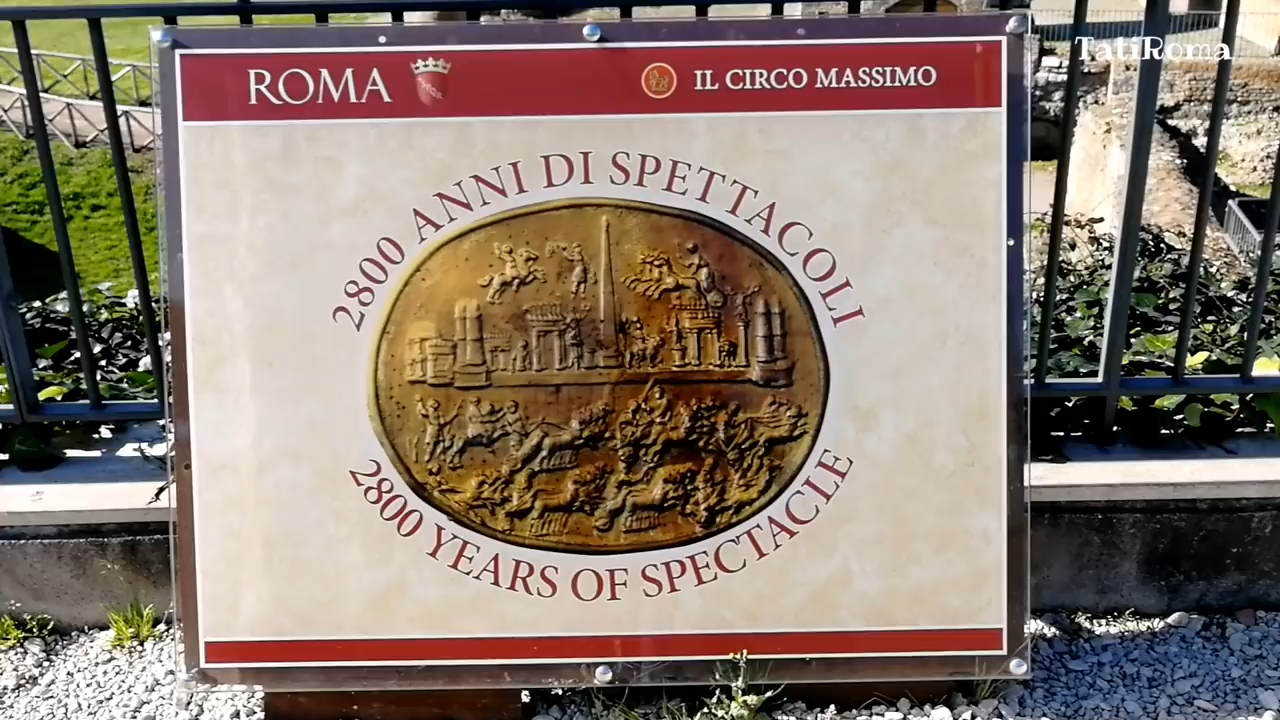 TatiRoma
ROMA
IL CIRCO MASSIMO
2800 ANNI DI SPETTACOLI
2800 YEARS OF SPECTACLE